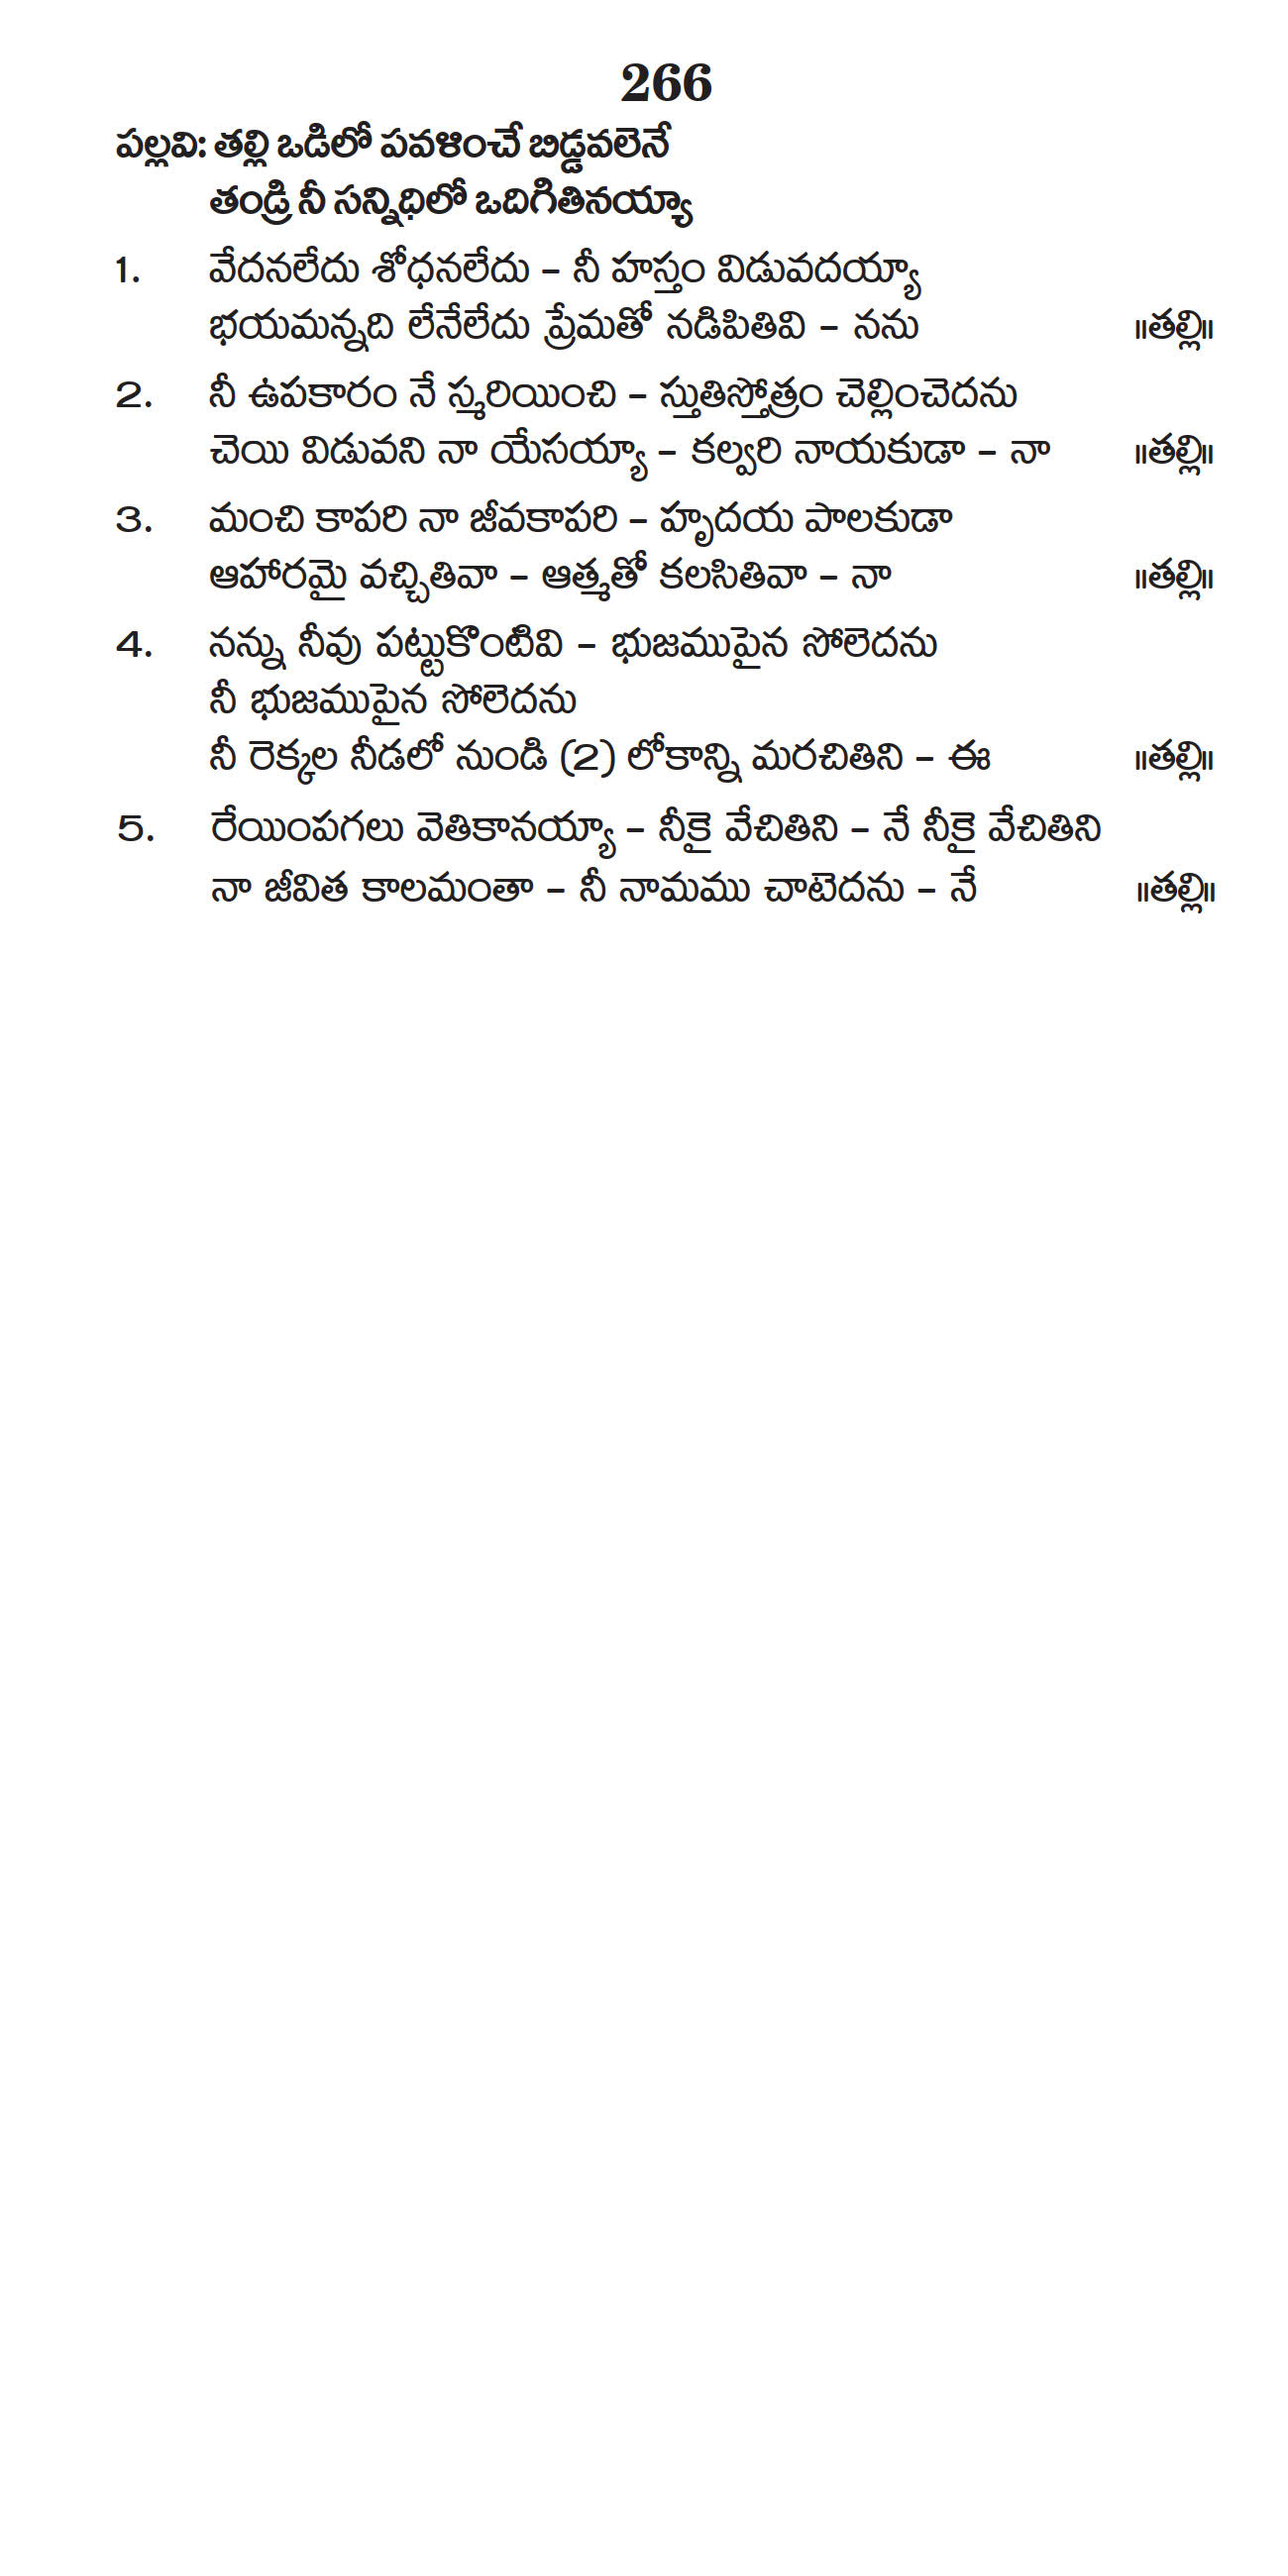 266
పల్లవి: తల్లి ఒడిలో పవళించే బిడ్డవలెనే
తండ్రి నీ సన్నిధిలో ఒదిగితినయ్యా
1. వేదనలేదు శోధనలేదు – నీ హస్తం విడువదయ్యా
భయమన్నది లేనేలేదు ప్రేమతో నడిపితివి – నను ॥తల్లి॥
2. నీ ఉపకారం నే స్మరియించి – స్తుతిస్తోత్రం చెల్లించెదను
చెయి విడువని నా యేసయ్యా – కల్వరి నాయకుడా – నా ॥తల్లి॥
3. మంచి కాపరి నా జీవకాపరి – హృదయ పాలకుడా
ఆహారమై వచ్చితివా – ఆత్మతో కలసితివా – నా ॥తల్లి॥
4. నన్ను నీవు పట్టుకొంటివి – భుజముపైన సోలెదను
నీ భుజముపైన సోలెదను
నీ రెక్కల నీడలో నుండి (2) లోకాన్ని మరచితిని – ఈ ॥తల్లి॥
5. రేయింపగలు వెతికానయ్యా – నీకై వేచితిని – నే నీకై వేచితిని
నా జీవిత కాలమంతా – నీ నామము చాటెదను – నే ॥తల్లి॥